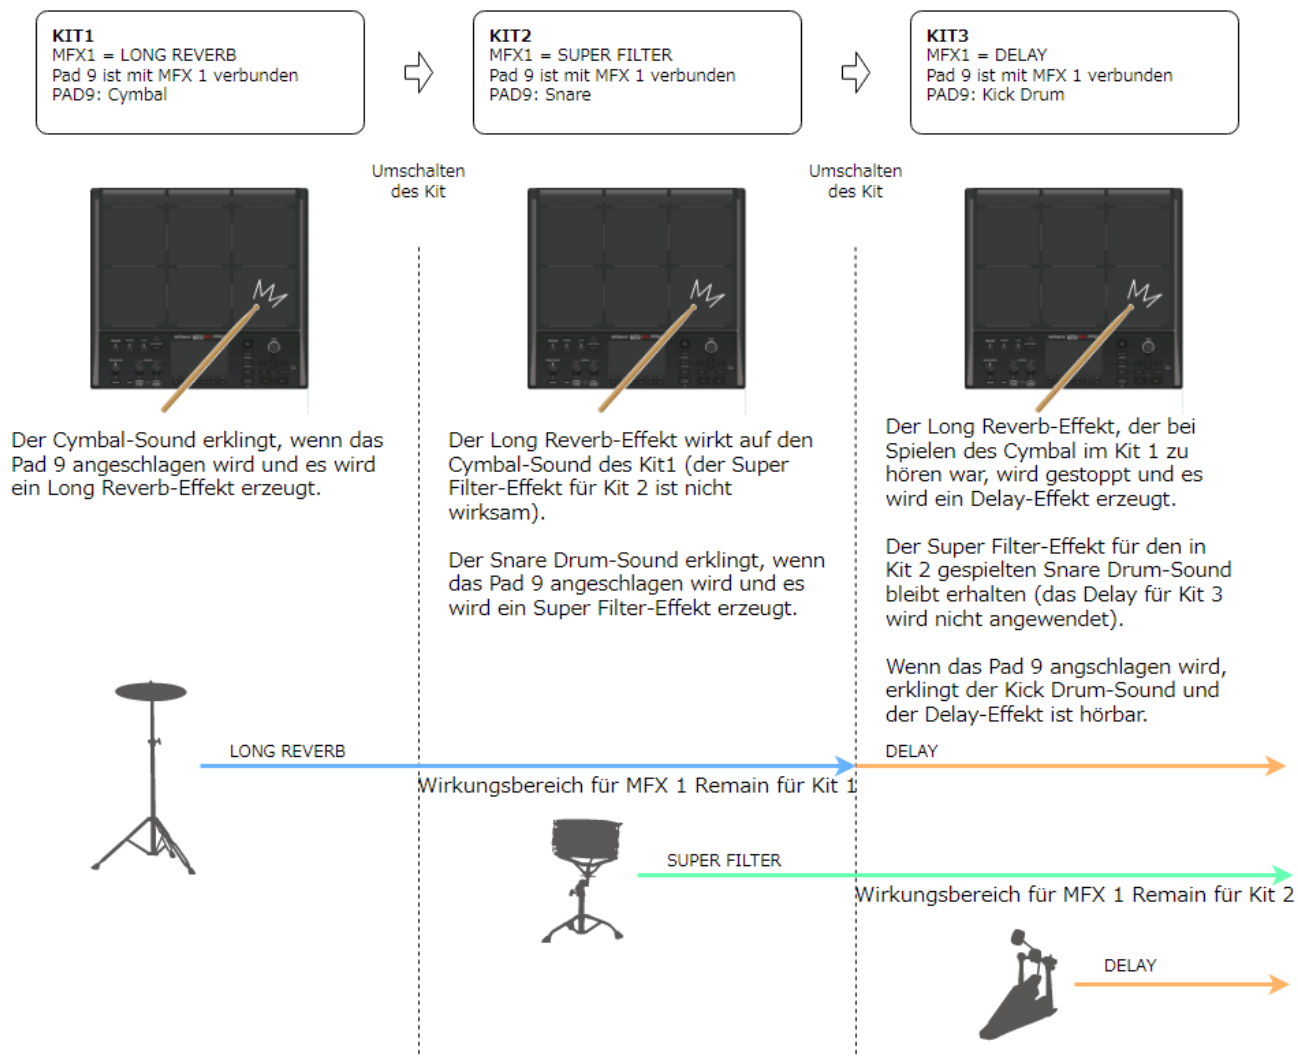 KIT1
MFX1 = LONG REVERB
Pad 9 ist mit MFX 1 verbunden
PAD9: Cymbal
KIT2
MFX1 = SUPER FILTER
Pad 9 ist mit MFX 1 verbunden
PAD9: Snare
KIT3
MFX1 = DELAY
Pad 9 ist mit MFX 1 verbunden
PAD9: Kick Drum
Umschalten
des Kit
Umschalten
des Kit
Der Cymbal-Sound erklingt, wenn das
Pad 9 angeschlagen wird und es wird
ein Long Reverb-Effekt erzeugt.
Der Long Reverb-Effekt wirkt auf den
Cymbal-Sound des Kit1 (der Super
Filter-Effekt für Kit 2 ist nicht
wirksam).
Der Snare Drum-Sound erklingt, wenn
das Pad 9 angeschlagen wird und es
wird ein Super Filter-Effekt erzeugt.
Der Long Reverb-Effekt, der bei
Spielen des Cymbal im Kit 1 zu
hören war, wird gestoppt und es
wird ein Delay-Effekt erzeugt.
Der Super Filter-Effekt für den in
Kit 2 gespielten Snare Drum-Sound
bleibt erhalten (das Delay für Kit 3
wird nicht angewendet).
Wenn das Pad 9 angschlagen wird,
erklingt der Kick Drum-Sound und
der Delay-Effekt ist hörbar.
LONG REVERB
DELAY
Wirkungsbereich für MFX 1 Remain für Kit 1
SUPER FILTER
Wirkungsbereich für MFX 1 Remain für Kit 2
DELAY